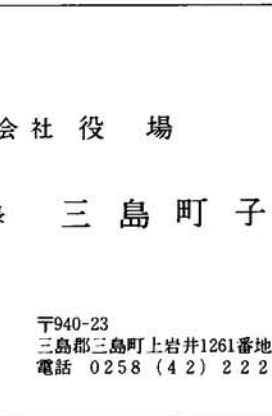 会社 役 場
三 島 町 子
〒940-23
三島郡三島町上岩井1261番地
電話 0258 (42) 222